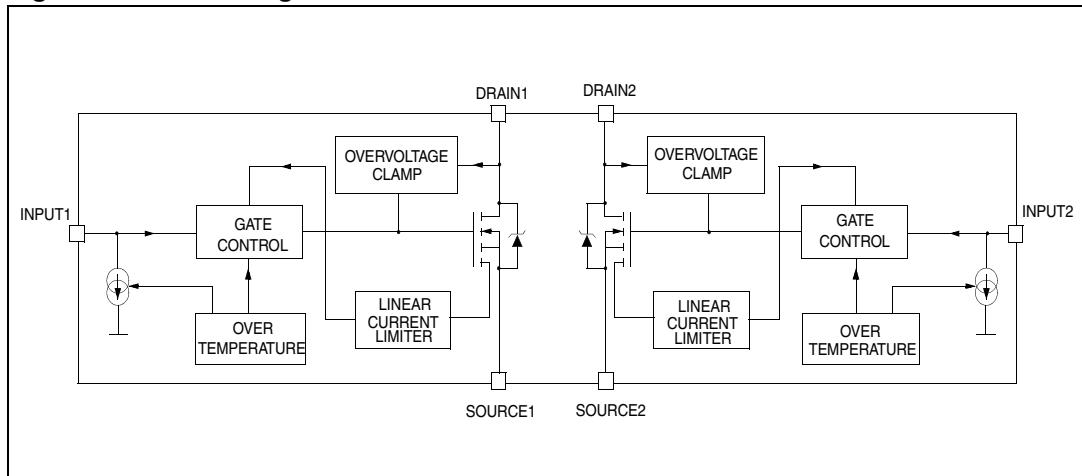 DRAIN1
DRAIN2
OVERVOLTAGE
CLAMP
OVERVOLTAGE
CLAMP
INPUT1
GATE
CONTROL
GATE
CONTROL
INPUT2
LINEAR
CURRENT
LIMITER
LINEAR
CURRENT
LIMITER
OVER
TEMPERATURE
OVER
TEMPERATURE
SOURCE1
SOURCE2